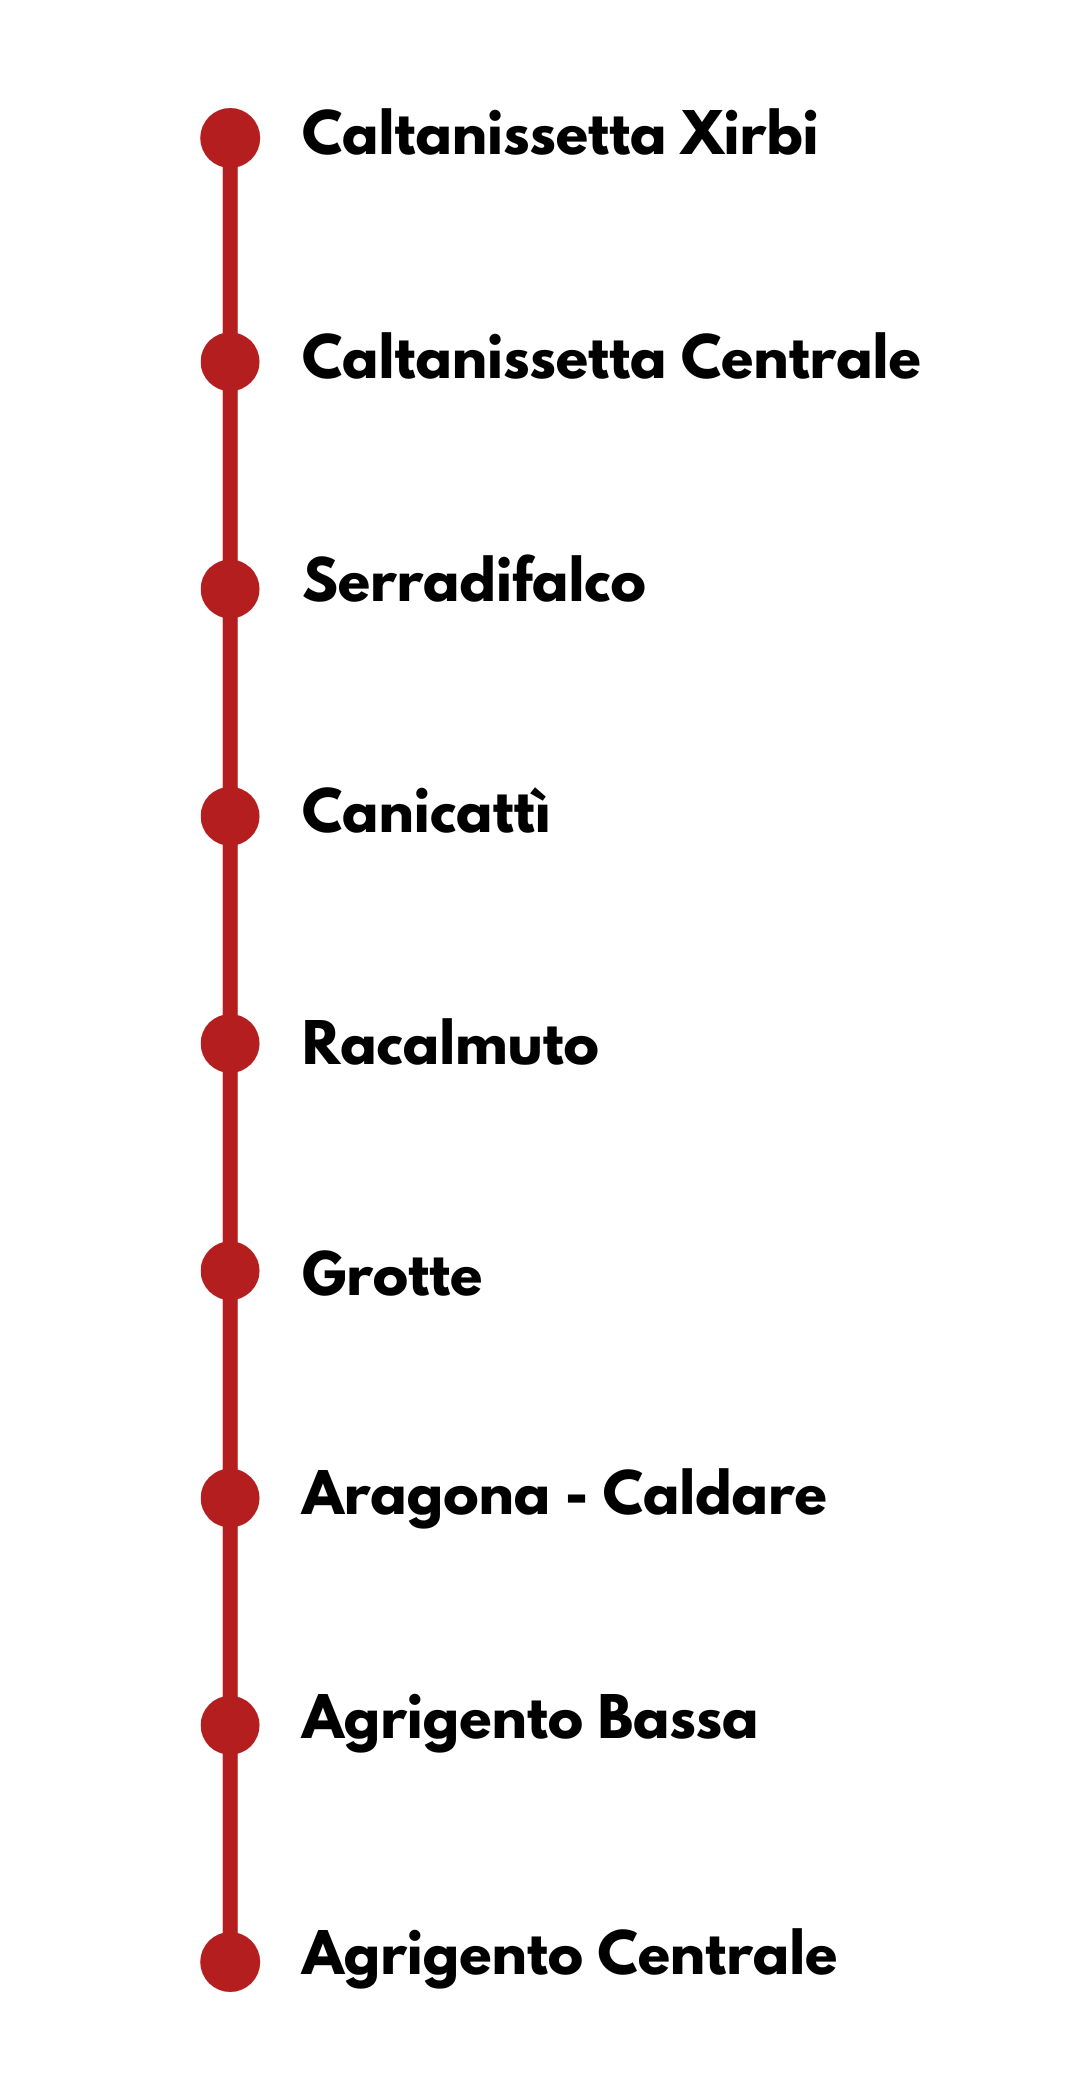 Caltanissetta Xirbi
Caltanissetta Centrale
Serradifalco
Canicattì
Racalmuto
Grotte
Aragona - Caldare
Agrigento Bassa
Agrigento Centrale